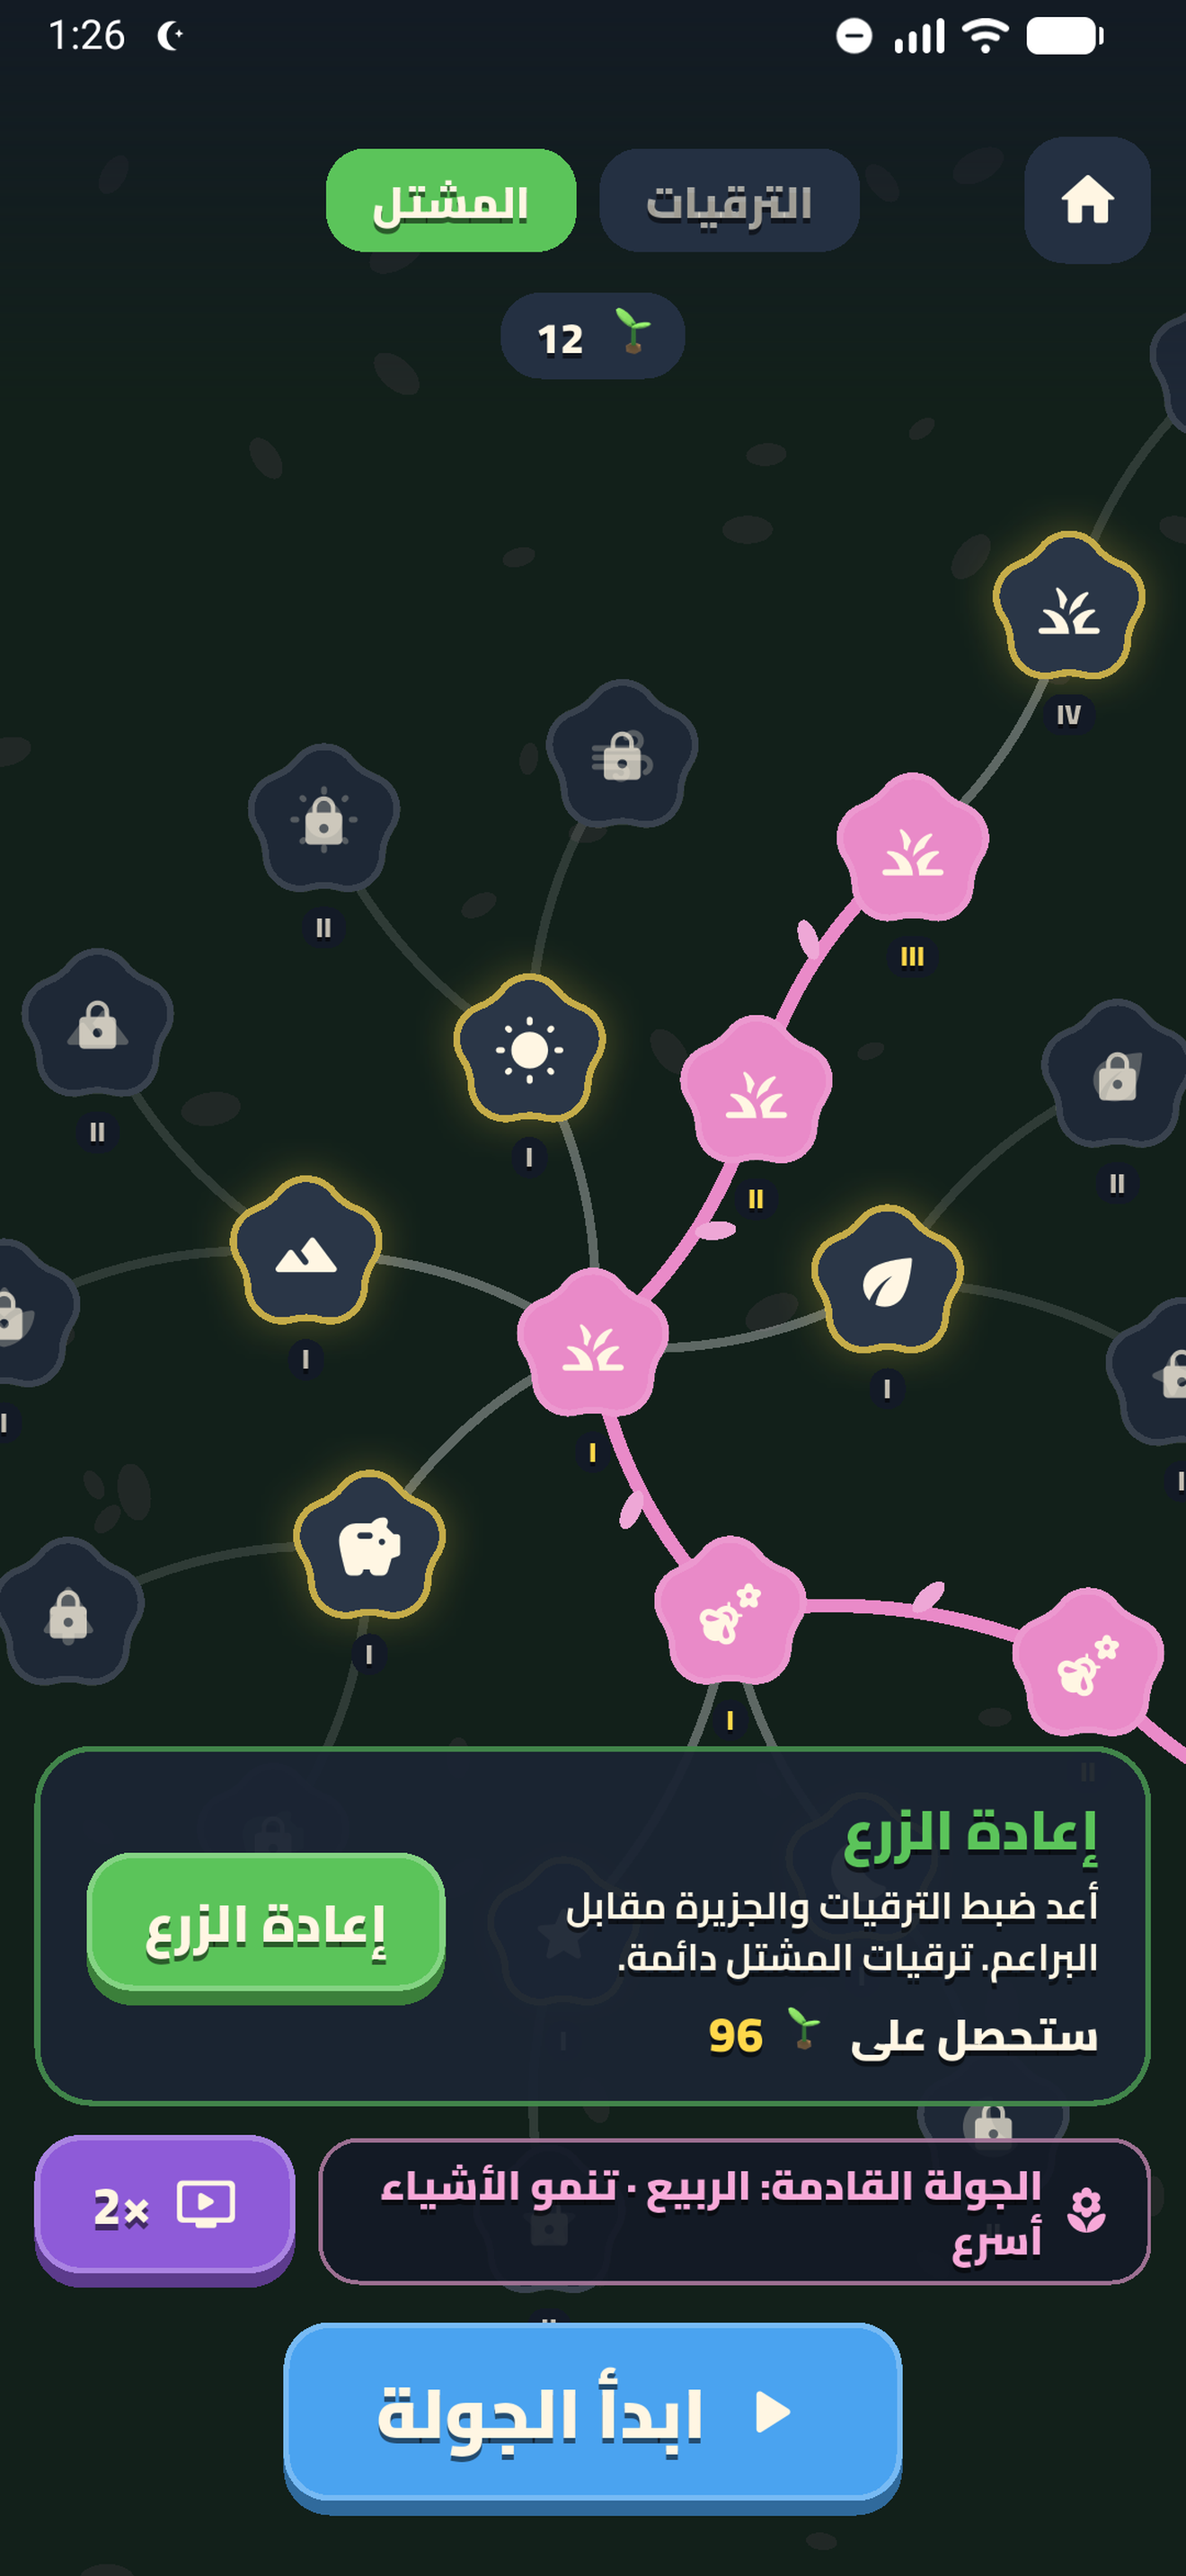 1:26
الترقيات
المشتل
12
IV
II
III
II
I
II
II
I
I
I
I
I
I
I
I
II
إعادة الزرع
أعد ضبط الترقيات والجزيرة مقابل
البراعم. ترقيات المشتل دائمة.
ستحصل على 96
إعادة الزرع
الجولة القادمة: الربيع · تنمو الأشياء
أسرع
2×
ابدأ الجولة